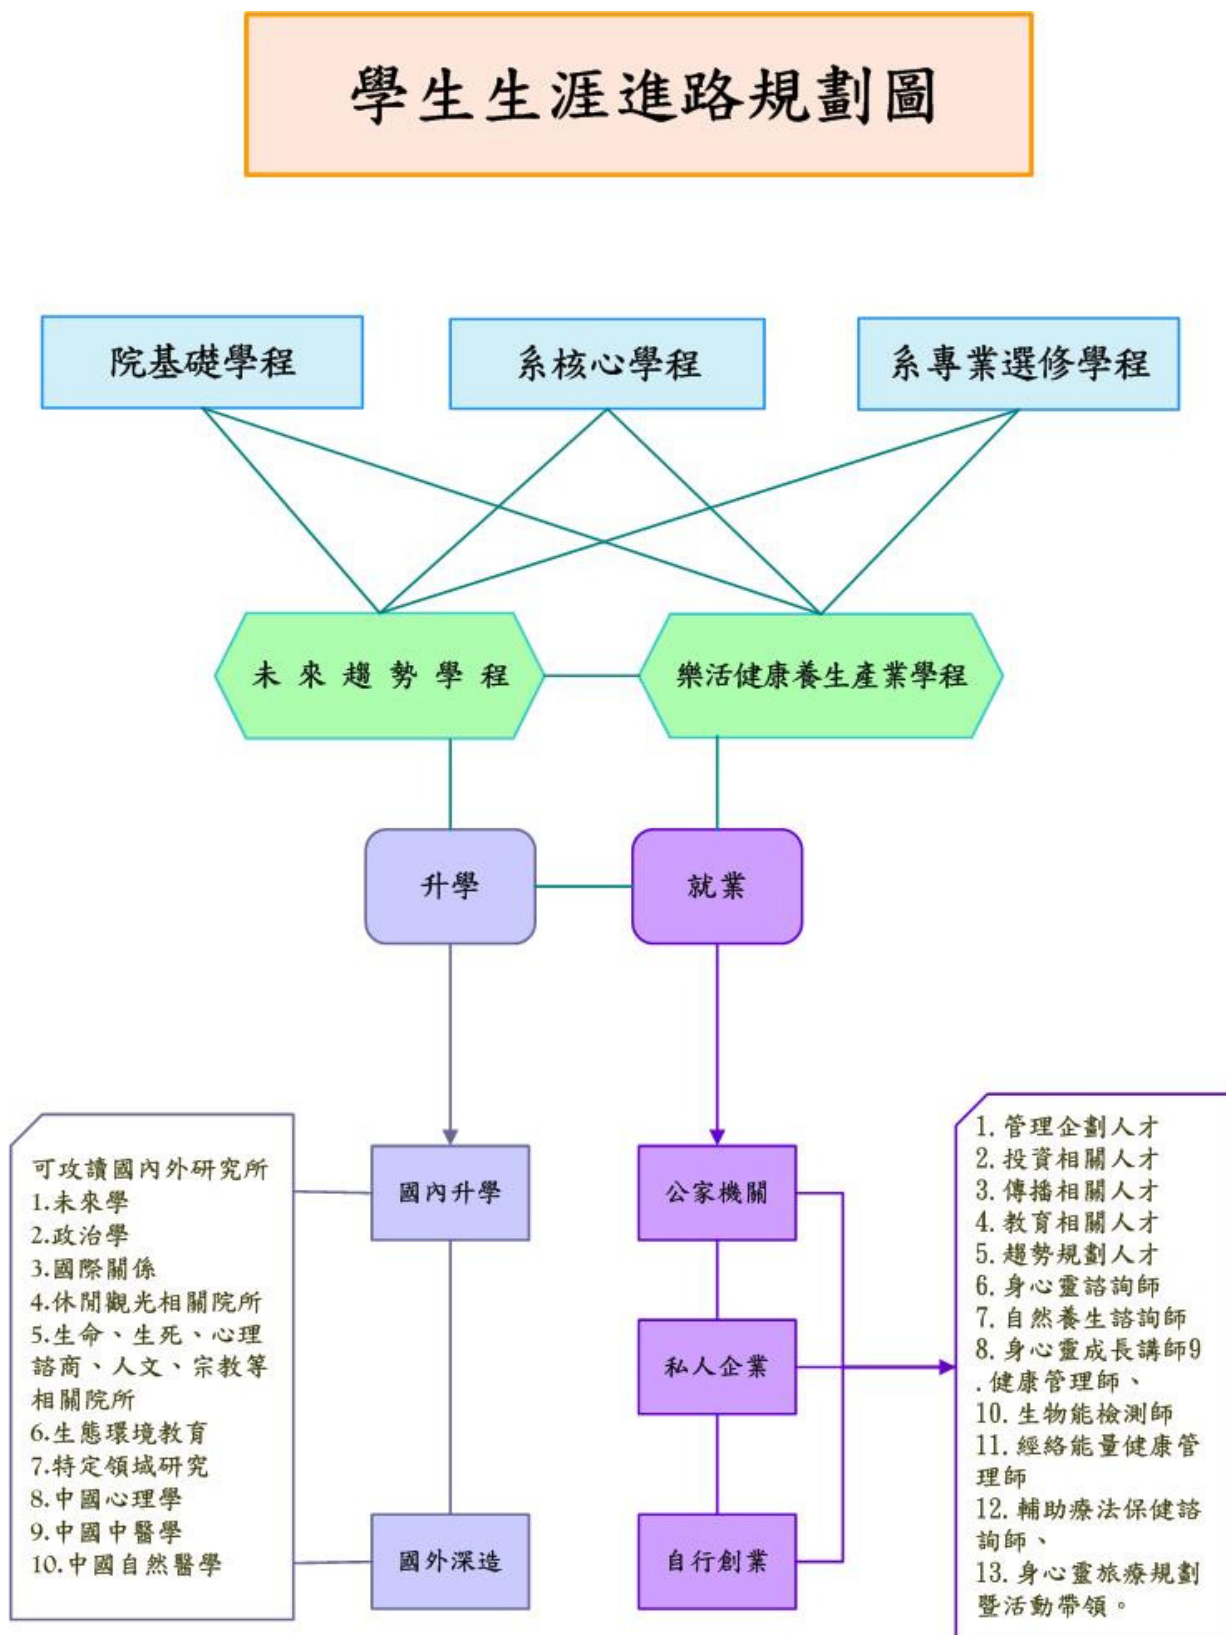 學生生涯進路規劃圖
院基礎學程
系核心學程
系專業選修學程
未來趨勢學程
樂活健康養生產業學程
升學
就業
可攻讀國內外研究所
1.未來學
2.政治學
3.國際關係
4.休閒觀光相關院所
5.生命、生死、心理
諮商、人文、宗教等
相關院所
6.生態環境教育
7.特定領域研究
8.中國心理學
9.中國中醫學
10.中國自然醫學
國內升學
國外深造
公家機關
私人企業
自行創業
1. 管理企劃人才
2. 投資相關人才
3. 傳播相關人才
4. 教育相關人才
5. 趨勢規劃人才
6. 身心靈諮詢師
7. 自然養生諮詢師
8. 身心靈成長講師9
.健康管理師、
10. 生物能檢測師
11. 經絡能量健康管
理師
12. 輔助療法保健諮
詢師、
13. 身心靈旅療規劃
暨活動帶領。